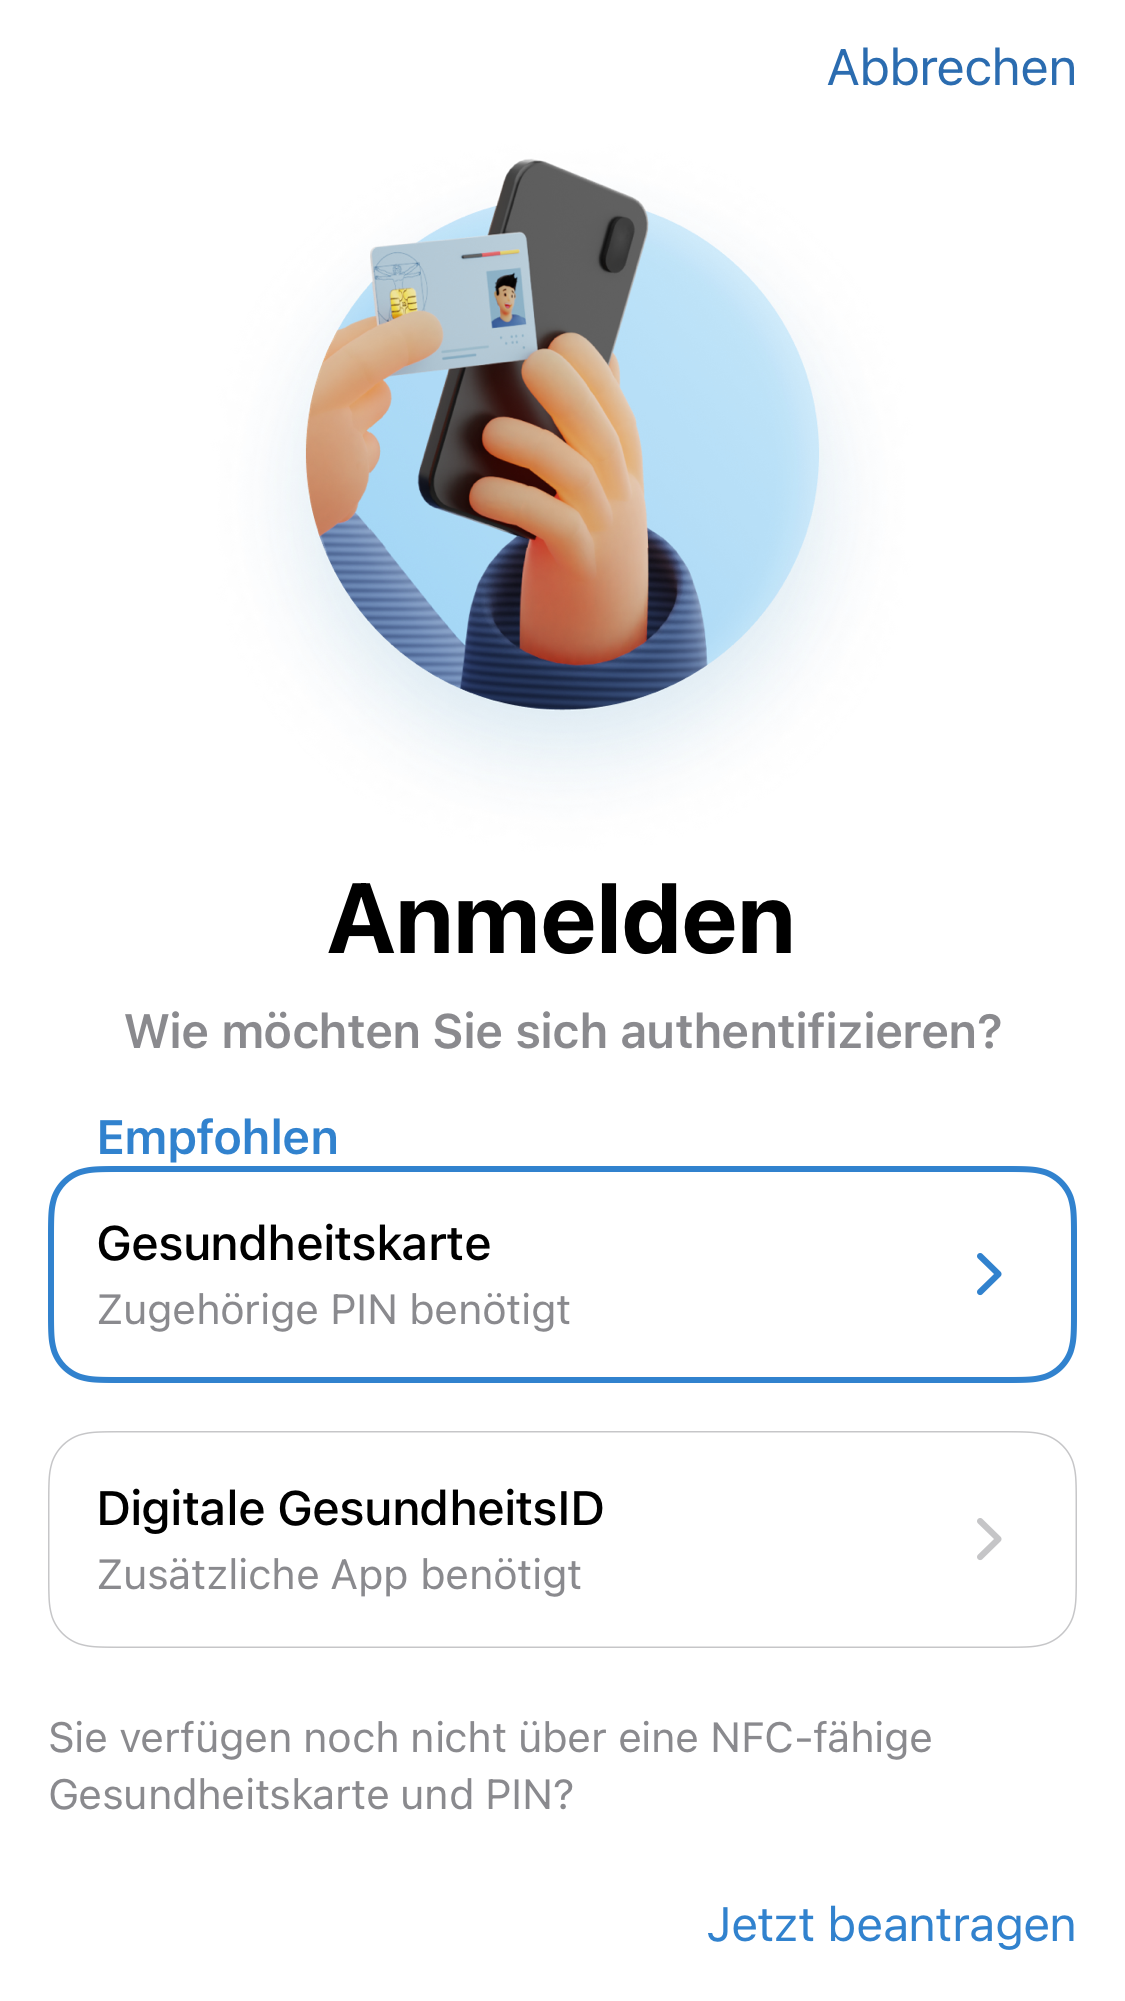 Abbrechen
Anmelden
Wie möchten Sie sich authentifizieren?
Empfohlen
Gesundheitskarte
Zugehörige PIN benötigt
Digitale GesundheitsID
Zusätzliche App benötigt
Sie verfügen noch nicht über eine NFC-fähige
Gesundheitskarte und PIN?
Jetzt beantragen